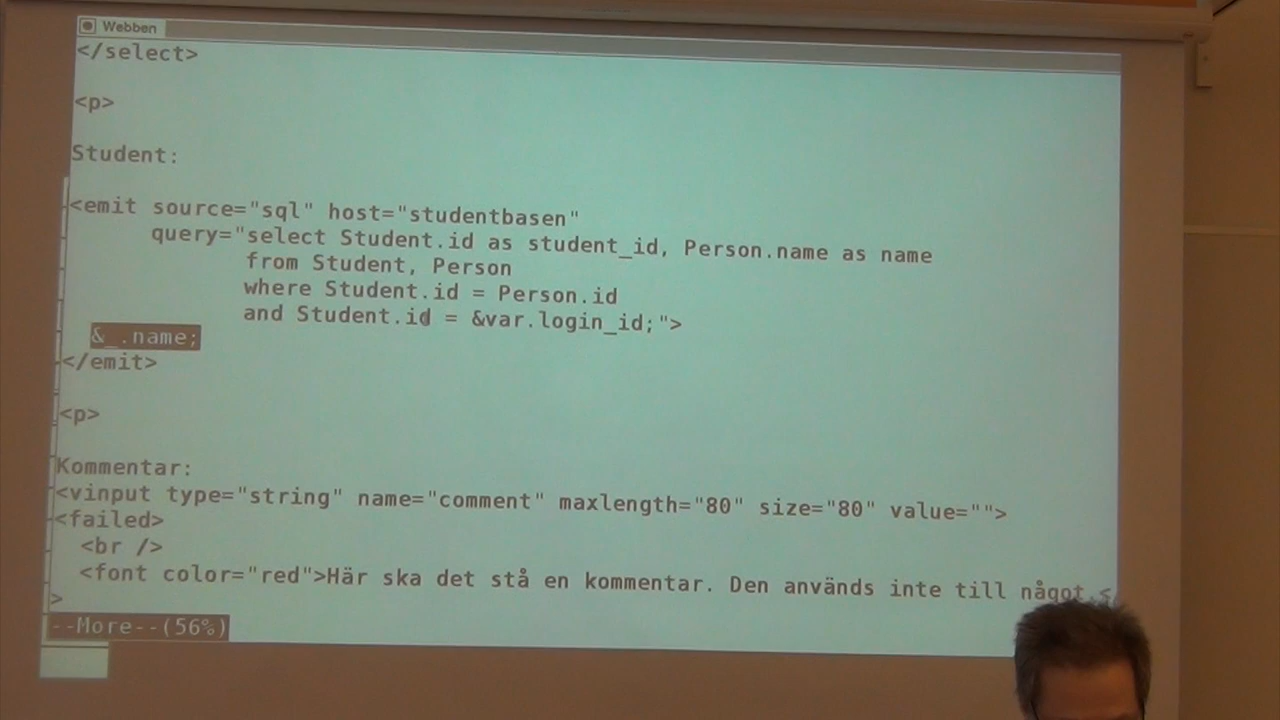 Webben
</select>
<p>
Student:
<emit source="sql" host="studentbasen"
query="select Student.id as student_id, Person.name as name
from Student, Person
where Student.id = Person.id
and Student.id = &var.login_id;">
&_.name;
</emit>
<p>
Kommentar:
<vinput type="string" name="comment" maxlength="80" size="80" value="">
<failed>
<br />
<font color="red">Här ska det stå en kommentar. Den används inte till något.<
>
--More--(56%)